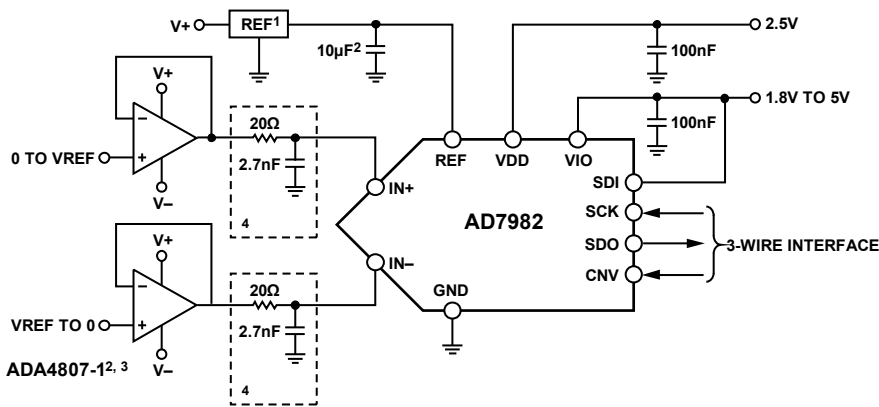 V+ REF1 10µF2 2.5V
100nF
1.8V TO 5V
100nF
V+
20Ω
2.7nF
0 TO VREF
−
+
V−
4
REF VDD VIO
IN+
SDI
SCK
SDO
CNV
AD7982
3-WIRE INTERFACE
IN−
GND
V+
20Ω
2.7nF
VREF TO 0
−
+
V−
4
ADA4807-12, 3